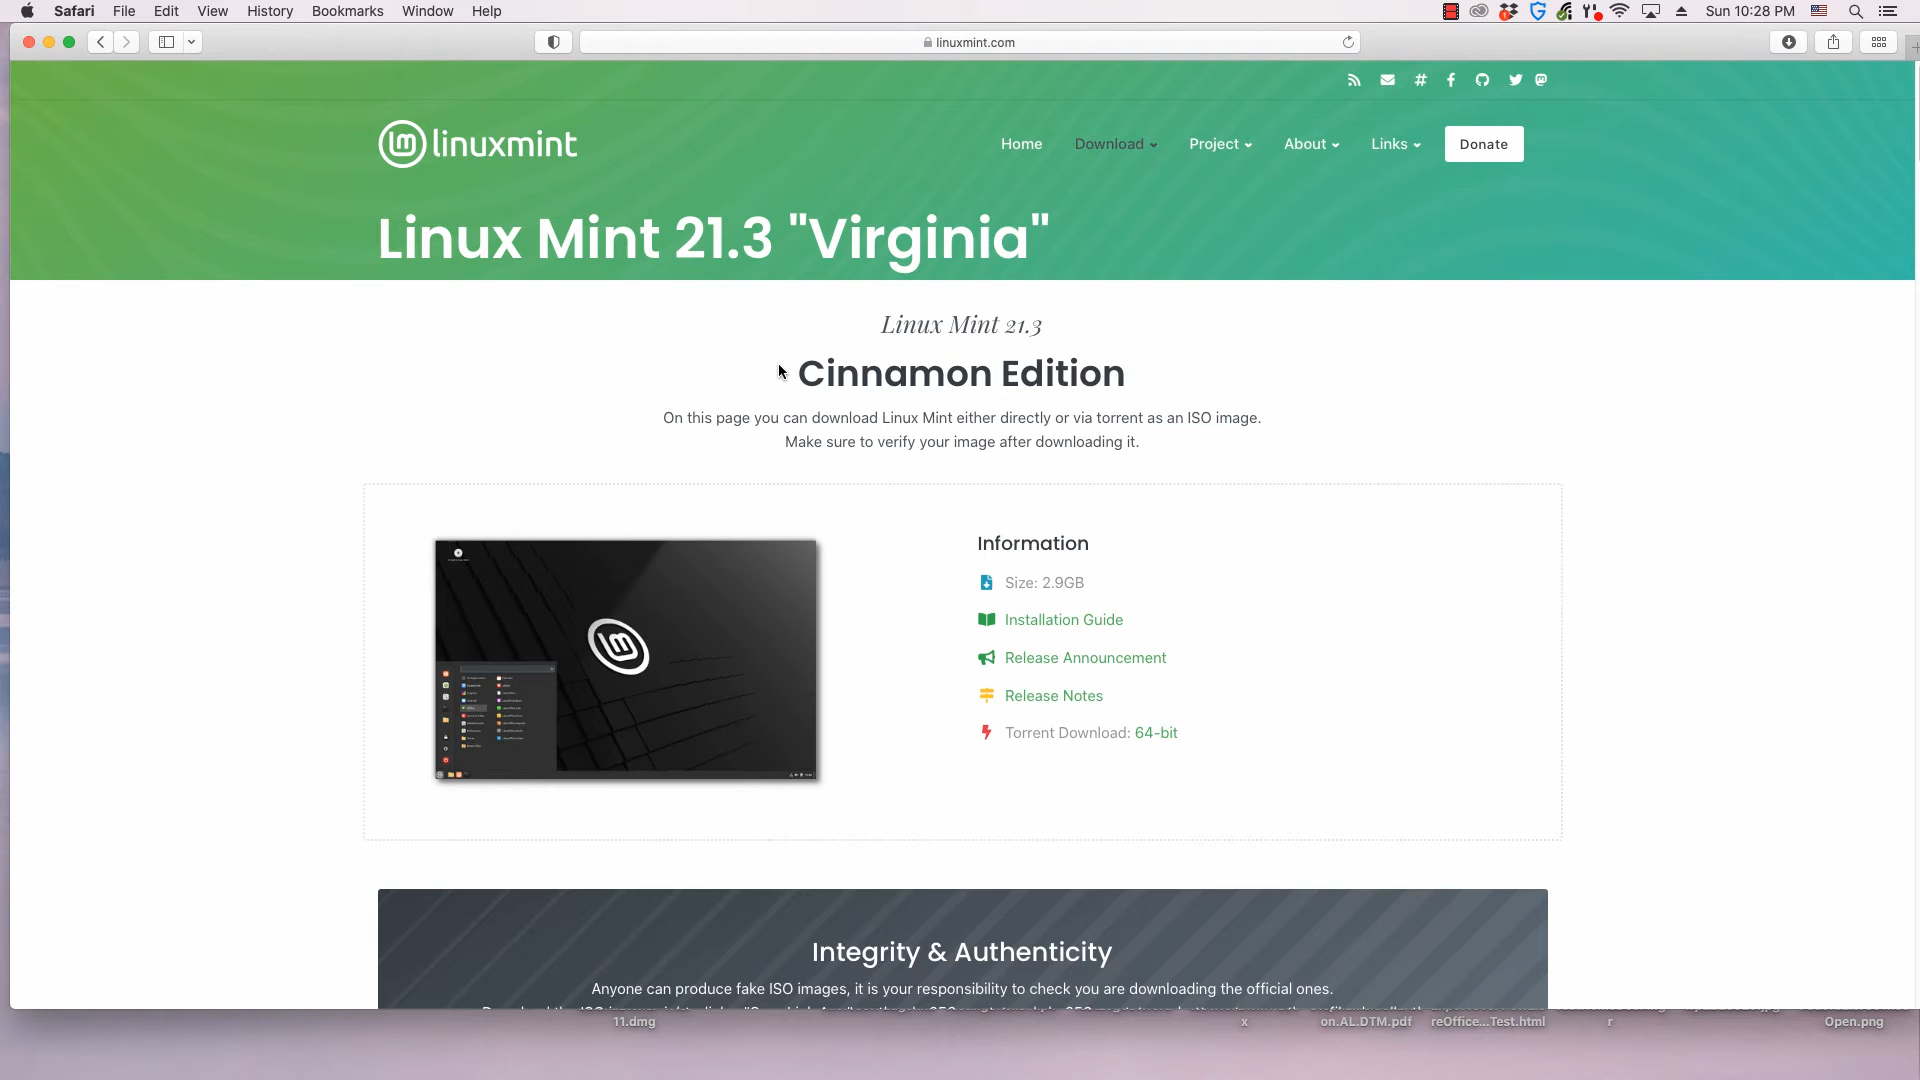 Safari File Edit View History Bookmarks Window Help
Sun 10:28 PM
linuxmint.com
linuxmint
Home Download Project About Links Donate
Linux Mint 21.3 "Virginia"
Linux Mint 21.3
Cinnamon Edition
On this page you can download Linux Mint either directly or via torrent as an ISO image.
Make sure to verify your image after downloading it.
Information
Size: 2.9GB
Installation Guide
Release Announcement
Release Notes
Torrent Download: 64-bit
Integrity & Authenticity
Anyone can produce fake ISO images, it is your responsibility to check you are downloading the official ones.
11.dmg x on.AL.DTM.pdf reOffice...Test.html r Open.png